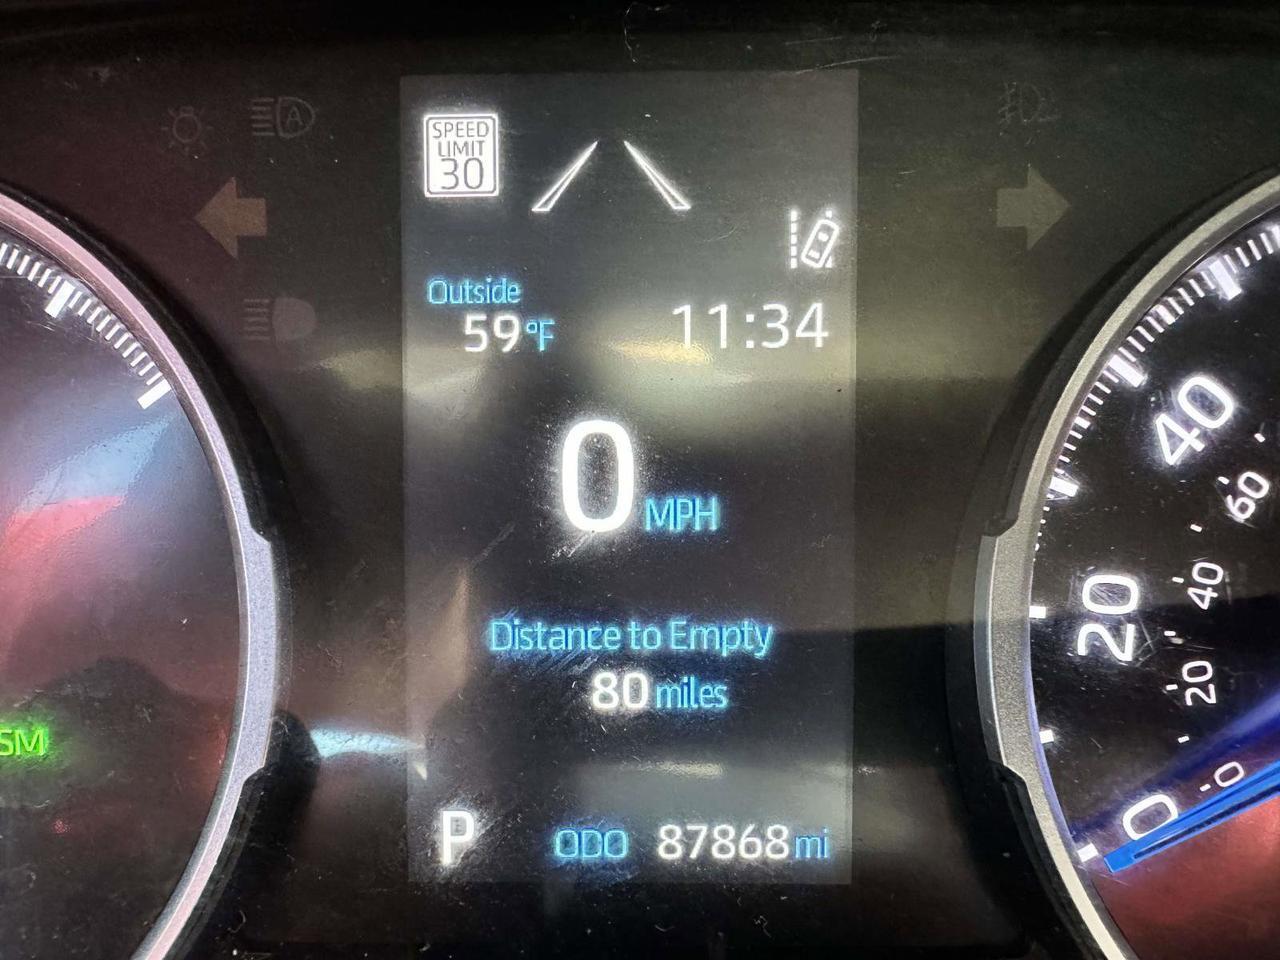 SPEED
LIMIT
30
A
Outside
59°F
11:34
0 MPH
Distance to Empty
80 miles
P
ODO 87868 mi
SM
40
60
20
40
20
0
0